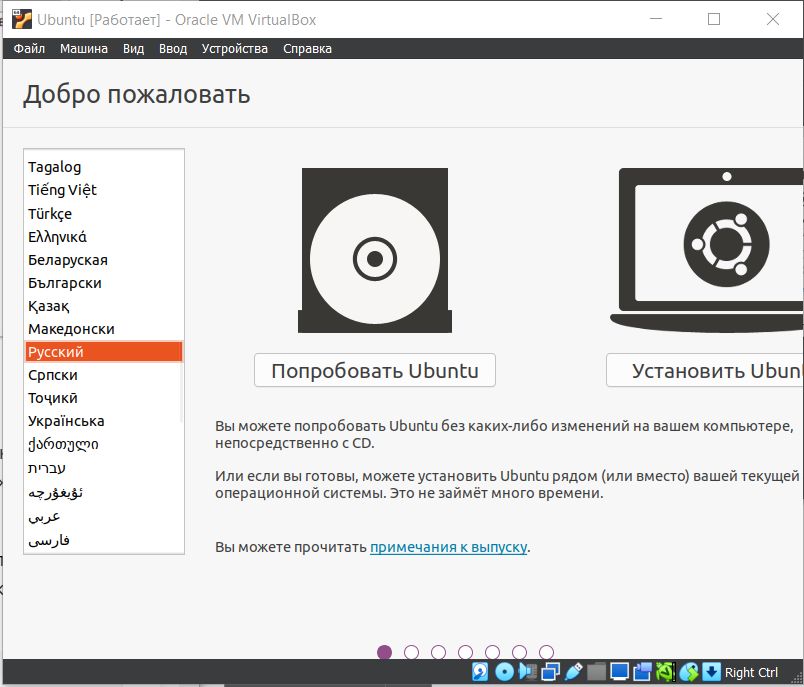 Ubuntu [Работает] - Oracle VM VirtualBox
Файл Машина Вид Ввод Устройства Справка
Добро пожаловать
Tagalog
Tiếng Việt
Türkçe
Ελληνικά
Беларуская
Български
Қазақ
Македонски
Русский
Српски
Тоҷикӣ
Українська
ქართული
עברית
ئۇيغۇرچە
عربي
فارسی
Попробовать Ubuntu
Установить Ubun
Вы можете попробовать Ubuntu без каких-либо изменений на вашем компьютере,
непосредственно с CD.
Или если вы готовы, можете установить Ubuntu рядом (или вместо) вашей текущей
операционной системы. Это не займёт много времени.
Вы можете прочитать примечания к выпуску.
Right Ctrl